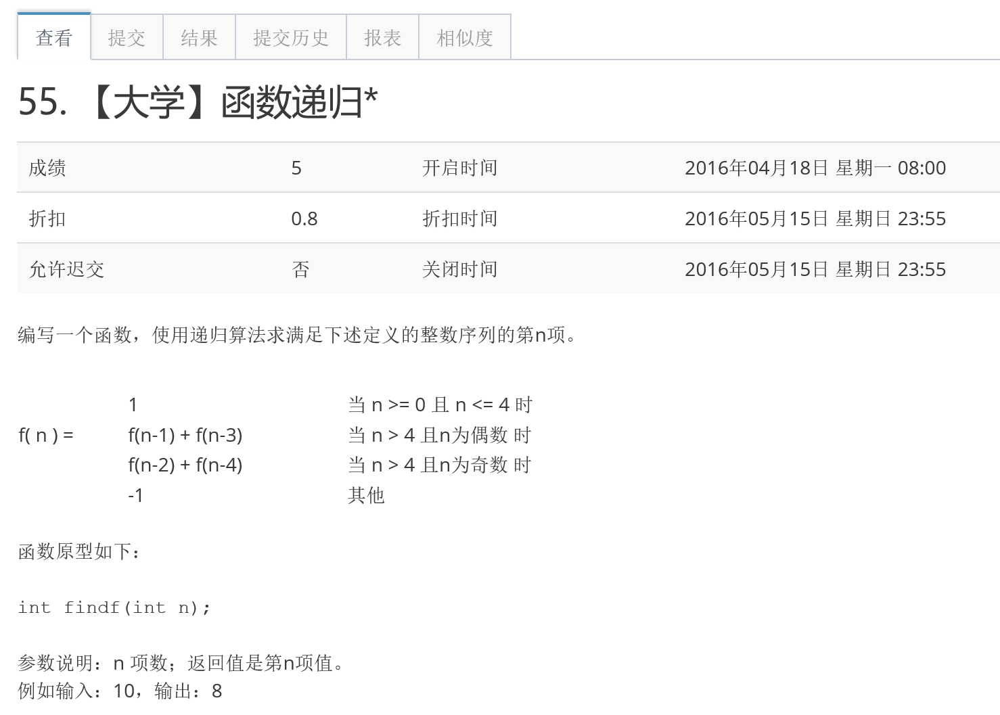 查看 提交 结果 提交历史 报表 相似度
55. 【大学】函数递归*
成绩 5 开启时间 2016年04月18日 星期一 08:00
折扣 0.8 折扣时间 2016年05月15日 星期日 23:55
允许迟交 否 关闭时间 2016年05月15日 星期日 23:55
编写一个函数，使用递归算法求满足下述定义的整数序列的第n项。
1 当 n >= 0 且 n <= 4 时
f( n ) = f(n-1) + f(n-3) 当 n > 4 且n为偶数 时
f(n-2) + f(n-4) 当 n > 4 且n为奇数 时
-1 其他
函数原型如下：
int findf(int n);
参数说明：n 项数；返回值是第n项值。
例如输入：10，输出：8